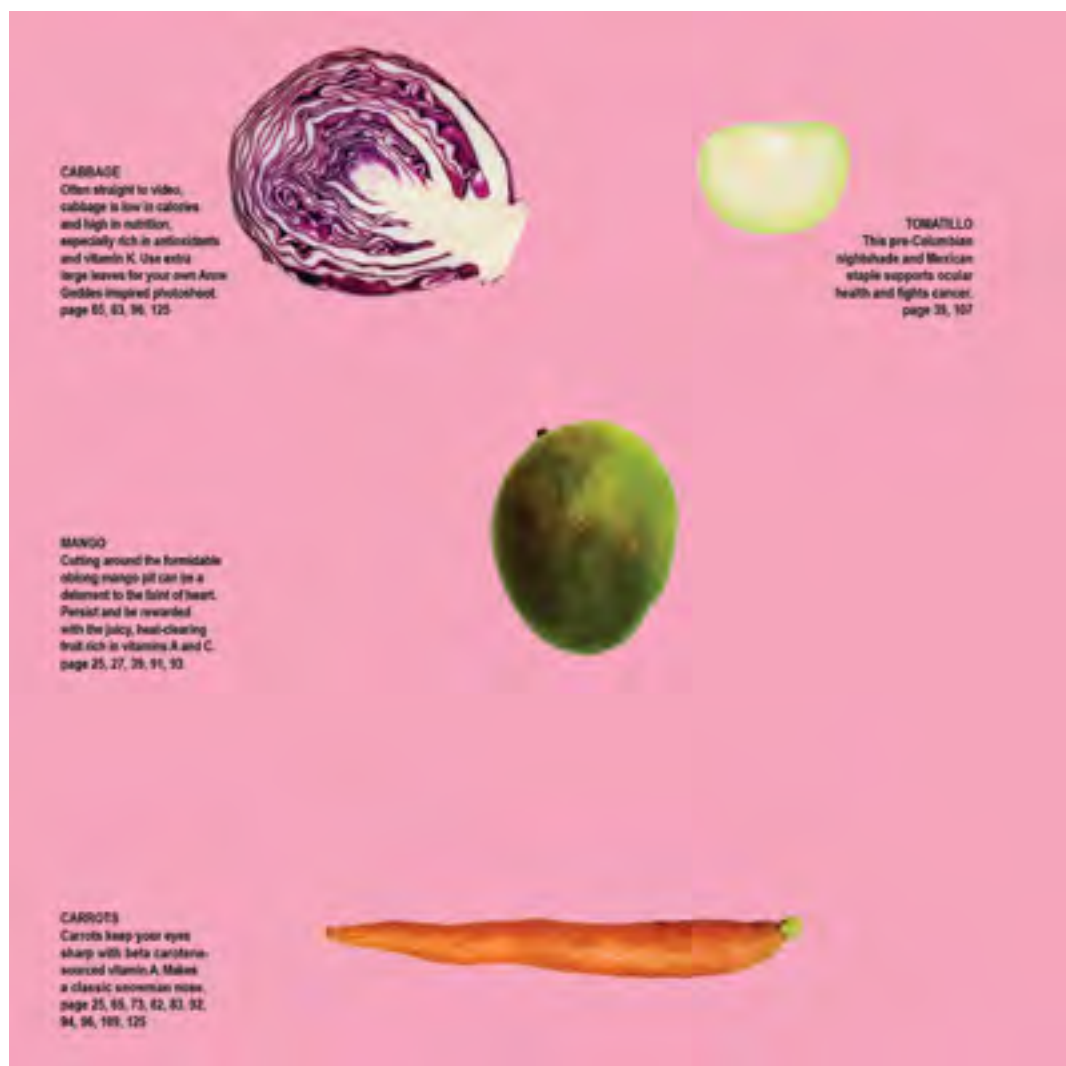 CABBAGE
Often straight to video,
cabbage is low in calories
and high in nutrition,
especially rich in antioxidants
and vitamin K. Use extra
large leaves for your own Anne
Geddes inspired photoshoot.
page 65, 83, 96, 125
TOMATILLO
This pre-Columbian
nightshade and Mexican
staple supports ocular
health and fights cancer.
page 39, 107
MANGO
Cutting around the formidable
oblong mango pit can be a
deterrent to the faint of heart.
Persist and be rewarded
with the juicy, heat-clearing
fruit rich in vitamins A and C.
page 25, 27, 39, 91, 93
CARROTS
Carrots keep your eyes
sharp with beta carotene-
sourced vitamin A. Makes
a classic snowman nose.
page 25, 65, 73, 82, 83, 92,
94, 96, 109, 125